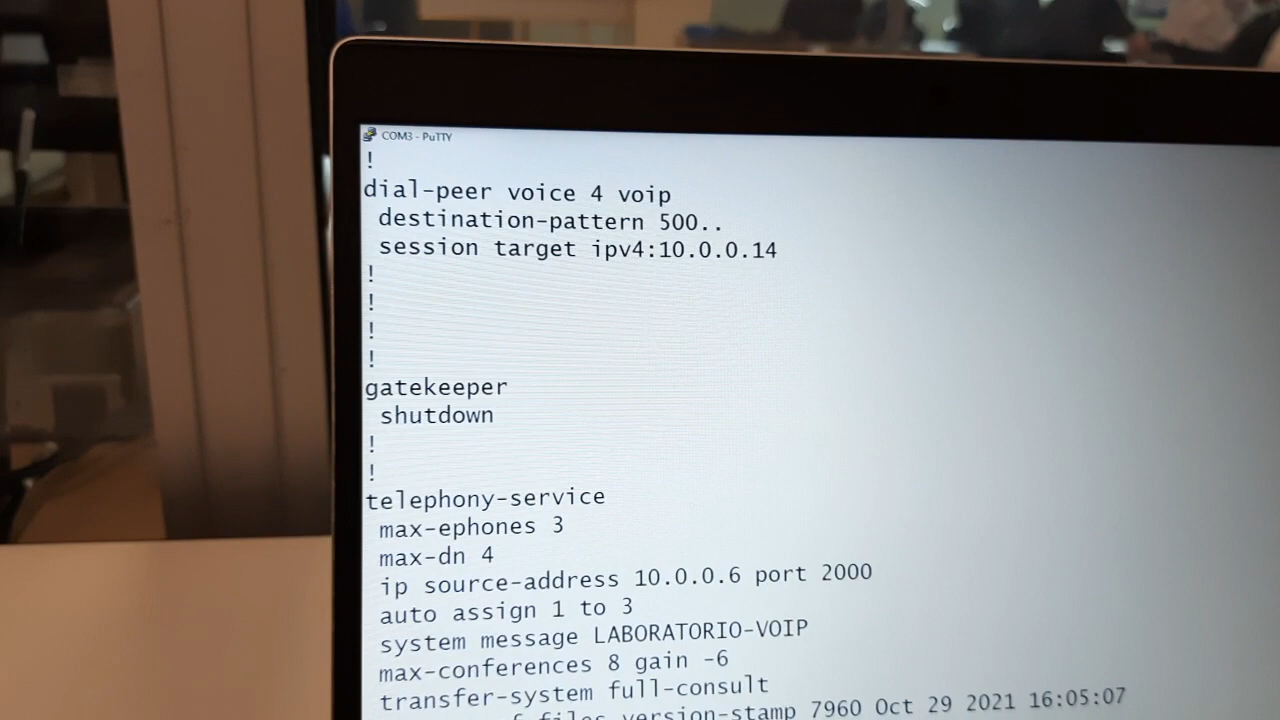 COM3 - PuTTY
!
dial-peer voice 4 voip
destination-pattern 500..
session target ipv4:10.0.0.14
!
!
!
!
gatekeeper
shutdown
!
!
telephony-service
max-ephones 3
max-dn 4
ip source-address 10.0.0.6 port 2000
auto assign 1 to 3
system message LABORATORIO-VOIP
max-conferences 8 gain -6
transfer-system full-consult
files version-stamp 7960 Oct 29 2021 16:05:07